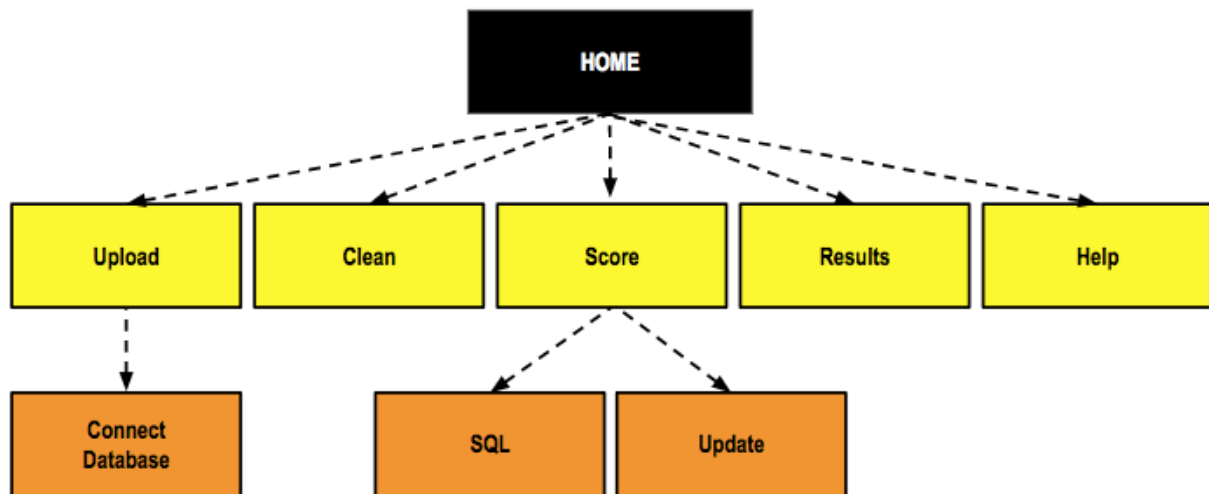 HOME
Upload
Clean
Score
Results
Help
Connect
Database
SQL
Update